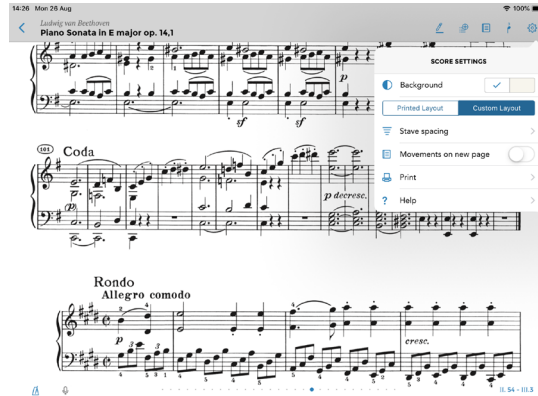 14:26 Mon 26 Aug
100%
Ludwig van Beethoven
Piano Sonata in E major op. 14,1
SCORE SETTINGS
Background
Printed Layout Custom Layout
Stave spacing
Movements on new page
Print
Help
p
sf sf
101 Coda
(p)
p decresc.
Rondo
Allegro comodo
p
cresc.
II. 54 - III.3